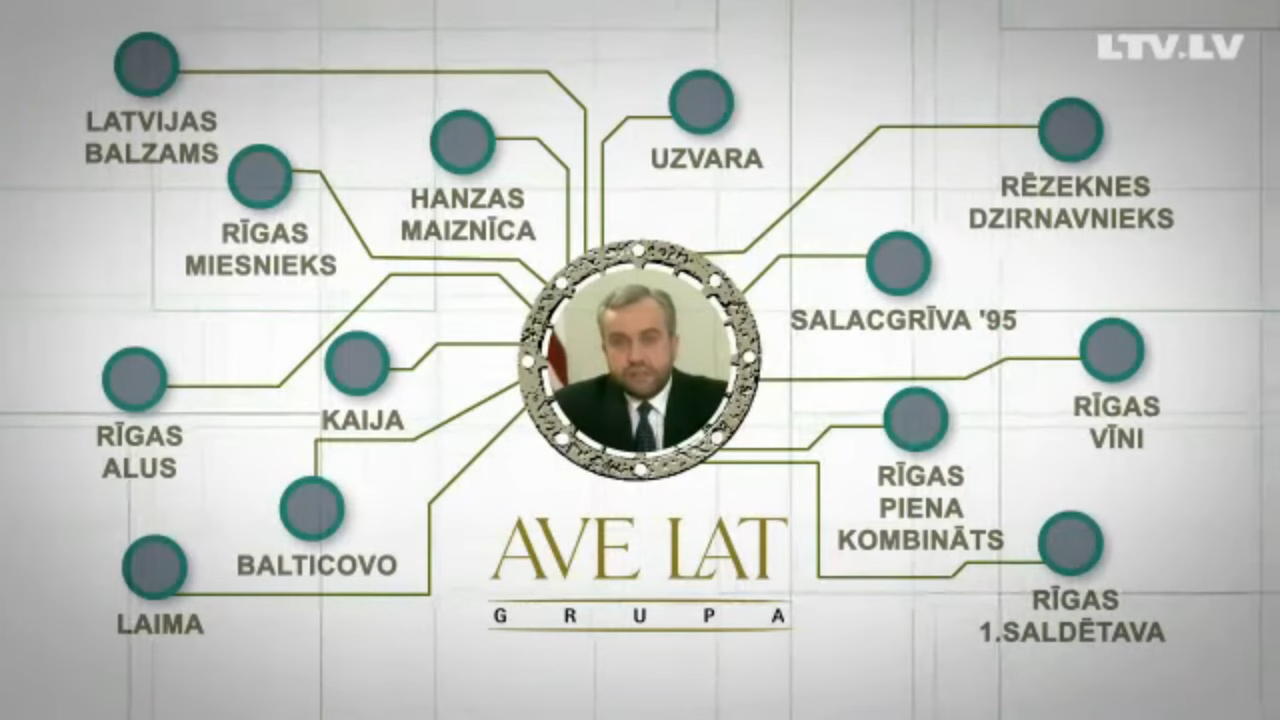 LTV.LV
LATVIJAS
BALZAMS
HANZAS
MAIZNĪCA
UZVARA
RĒZEKNES
DZIRNAVNIEKS
RĪGAS
MIESNIEKS
SALACGRĪVA '95
RĪGAS
ALUS
KAIJA
RĪGAS
VĪNI
RĪGAS
PIENA
KOMBINĀTS
BALTICOVO
LAIMA
RĪGAS
1.SALDĒTAVA
AVE LAT
GRUPA